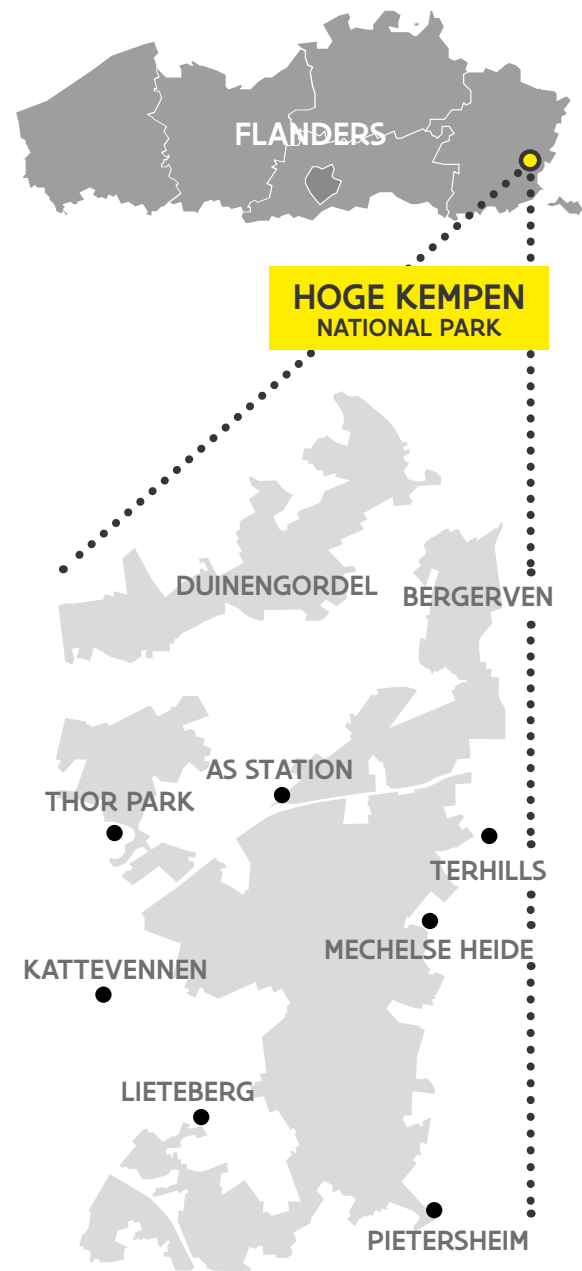 FLANDERS
HOGE KEMPEN
NATIONAL PARK
DUINENGORDEL
BERGERVEN
AS STATION
THOR PARK
TERHILLS
MECHELSE HEIDE
KATTEVENNEN
LIETEBERG
PIETERSHEIM